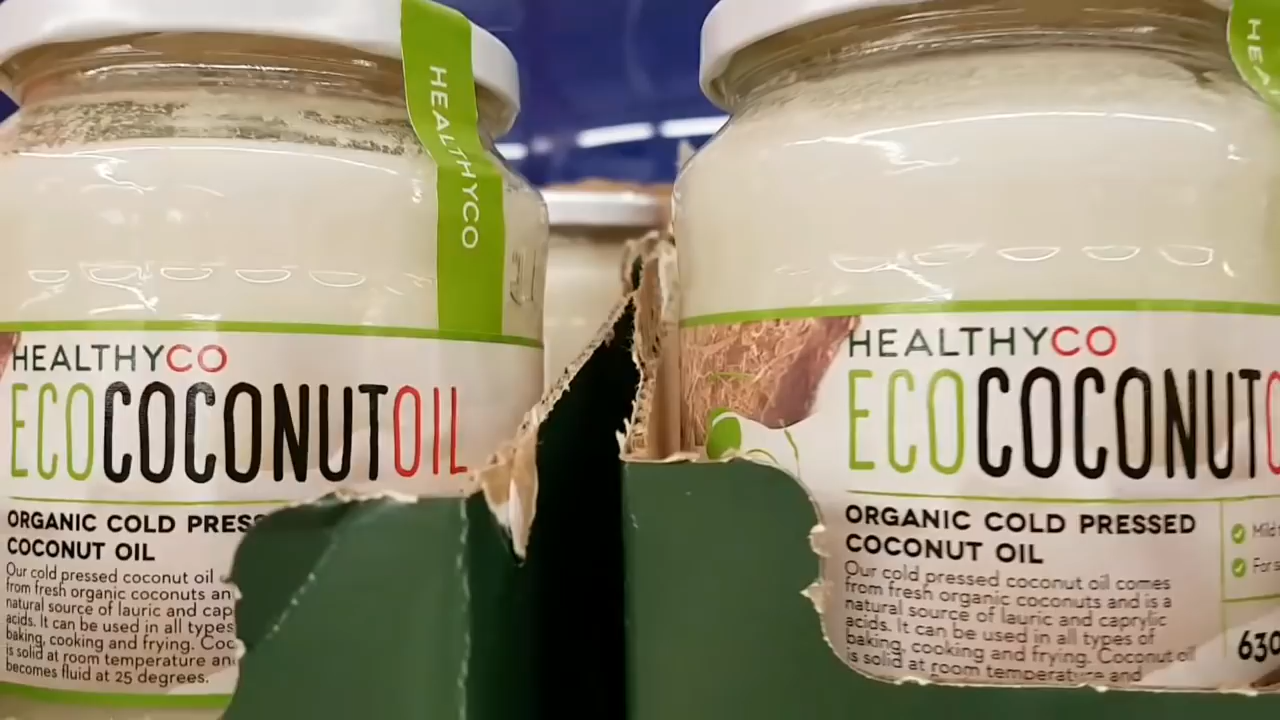 HEALTHYCO
HEALTHYCO
ECOCOCONUTOIL
ORGANIC COLD PRESS
COCONUT OIL
Our cold pressed coconut oil
from fresh organic coconuts an
natural source of lauric and cap
acids. It can be used in all types
baking, cooking and frying. Coc
is solid at room temperature an
becomes fluid at 25 degrees.
HE
HEALTHYCO
ECOCOCONUTO
ORGANIC COLD PRESSED
COCONUT OIL
Our cold pressed coconut oil comes
from fresh organic coconuts and is a
natural source of lauric and caprylic
acids. It can be used in all types of
baking, cooking and frying. Coconut oil
is solid at room temperature and
Mild
For s
630